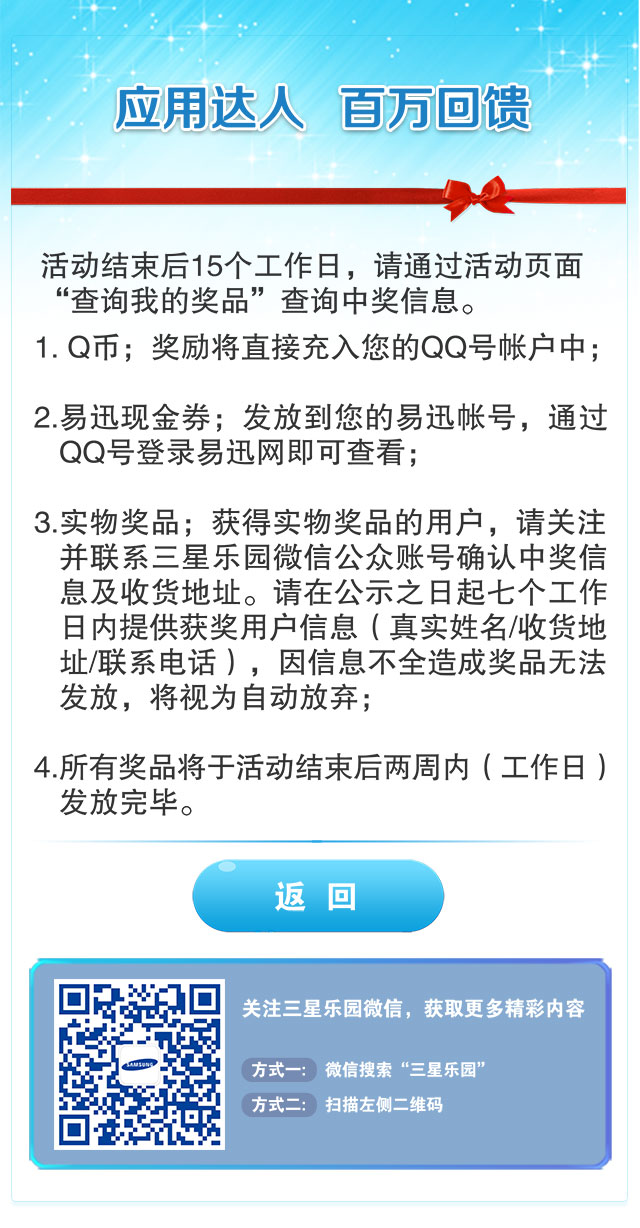 应用达人 百万回馈
活动结束后15个工作日，请通过活动页面
“查询我的奖品”查询中奖信息。
1. Q币；奖励将直接充入您的QQ号帐户中；
2.易迅现金券；发放到您的易迅帐号，通过
QQ号登录易迅网即可查看；
3.实物奖品；获得实物奖品的用户，请关注
并联系三星乐园微信公众账号确认中奖信
息及收货地址。请在公示之日起七个工作
日内提供获奖用户信息（真实姓名/收货地
址/联系电话），因信息不全造成奖品无法
发放，将视为自动放弃；
4.所有奖品将于活动结束后两周内（工作日）
发放完毕。
返 回
关注三星乐园微信，获取更多精彩内容
SAMSUNG
方式一： 微信搜索“三星乐园”
方式二： 扫描左侧二维码